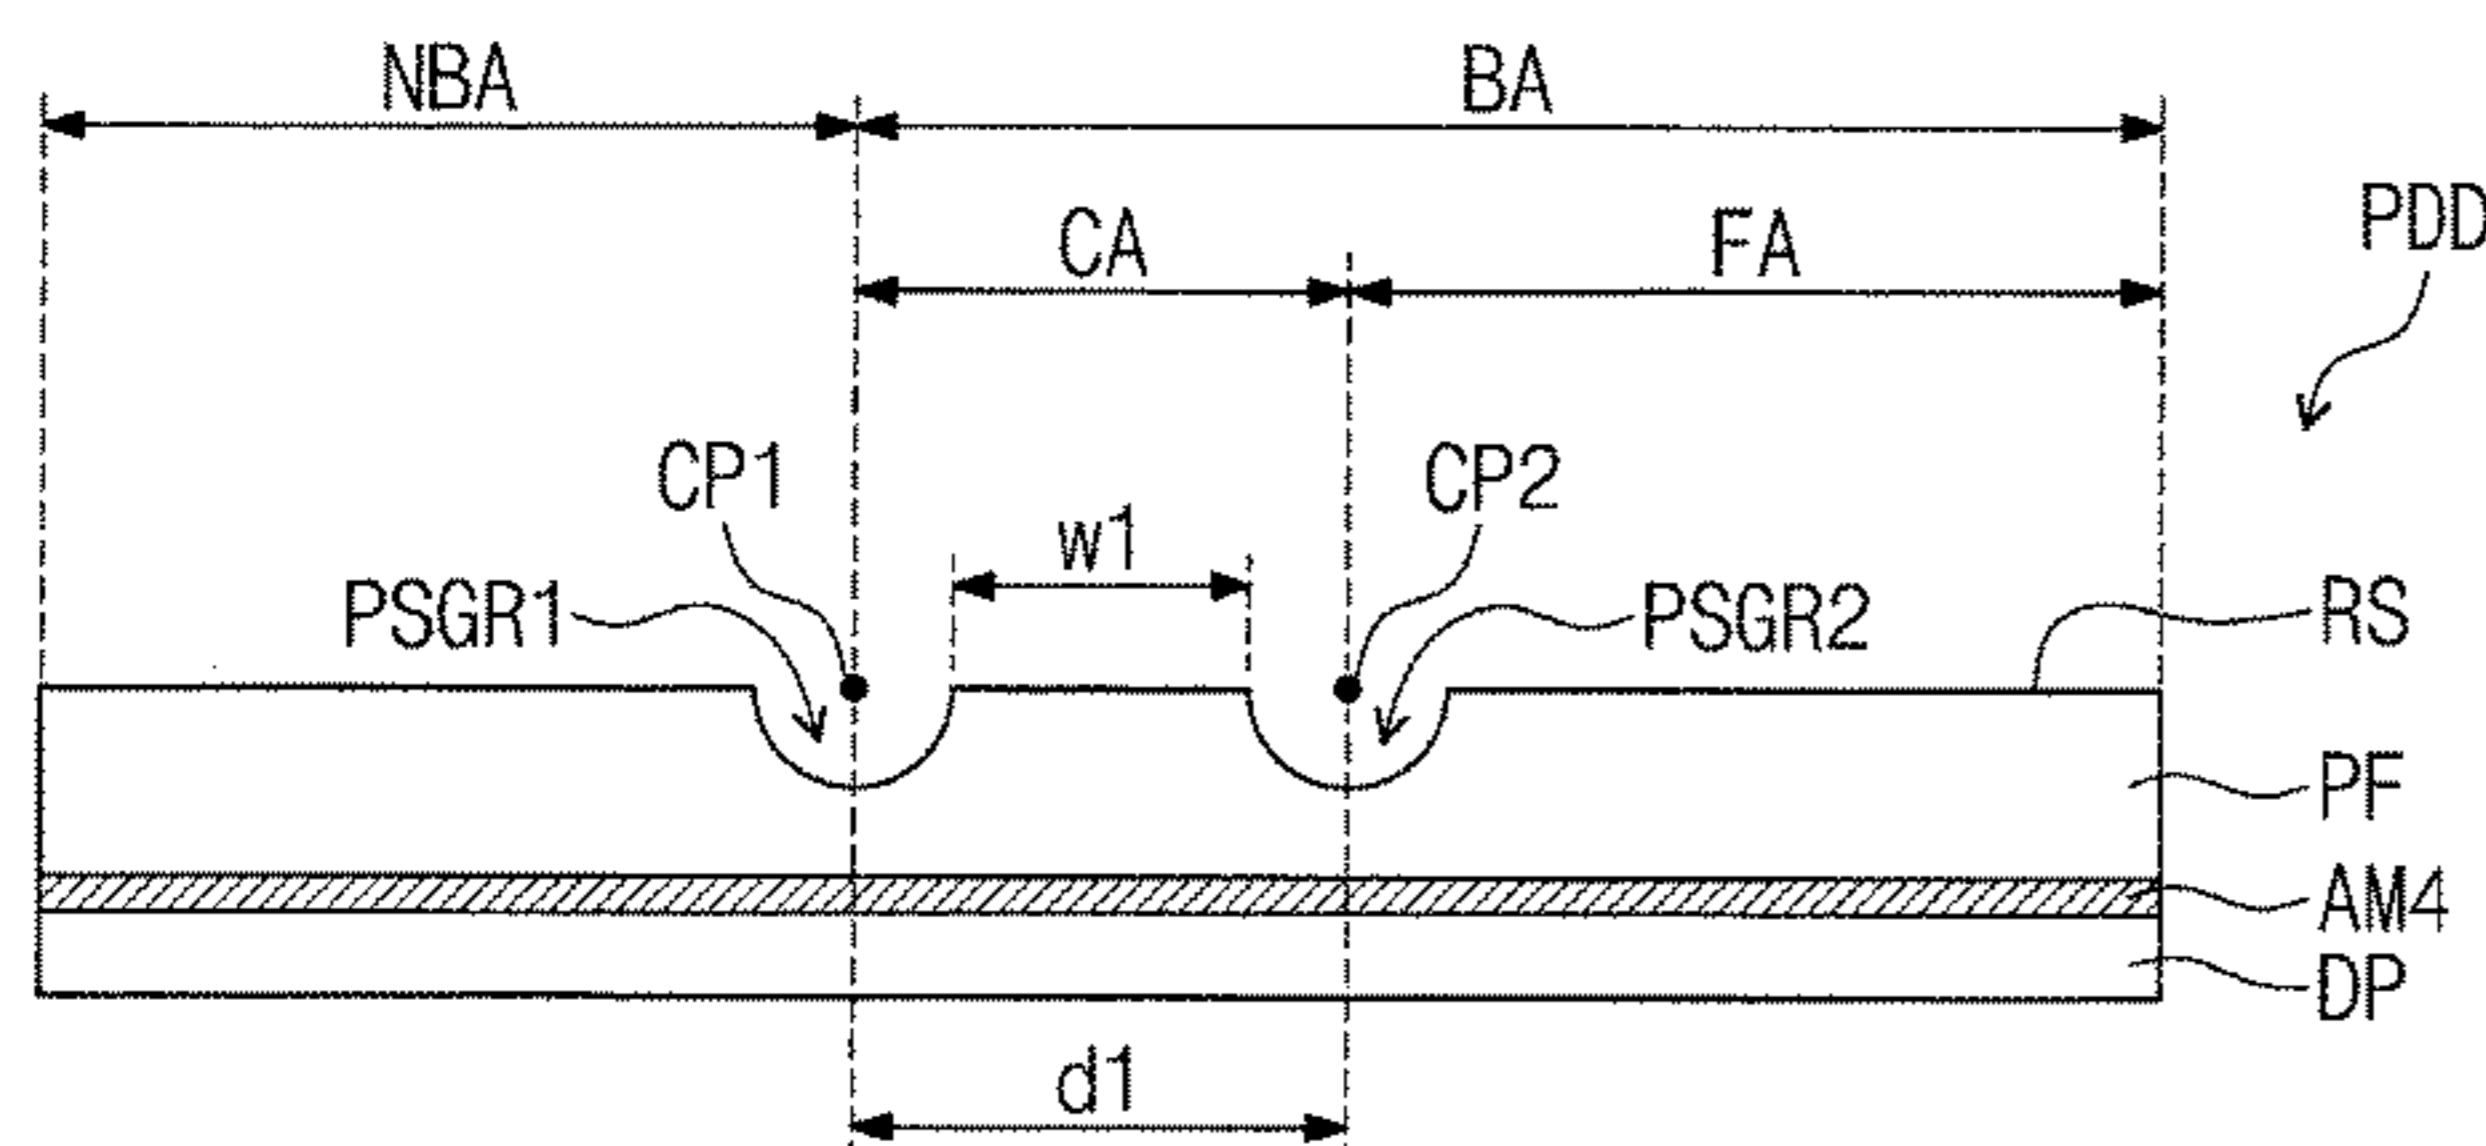 NBA
BA
CA
FA
PDD
CP1
CP2
w1
PSGR1
PSGR2
RS
PF
AM4
DP
d1